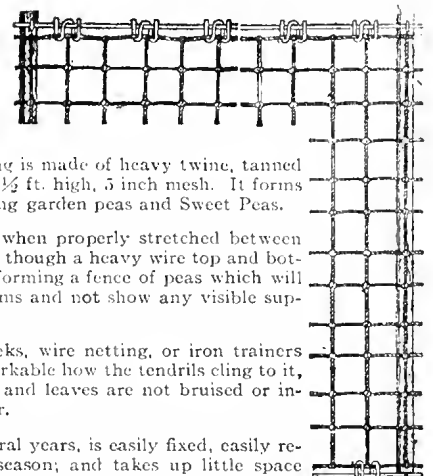 is made of heavy twine, tanned
½ ft. high, 5 inch mesh. It forms
ng garden peas and Sweet Peas.
when properly stretched between
though a heavy wire top and bot-
forming a fence of peas which will
ms and not show any visible sup-
eks, wire netting, or iron trainers
rkable how the tendrils cling to it,
and leaves are not bruised or in-
r.
ral years, is easily fixed, easily re-
season; and takes up little space